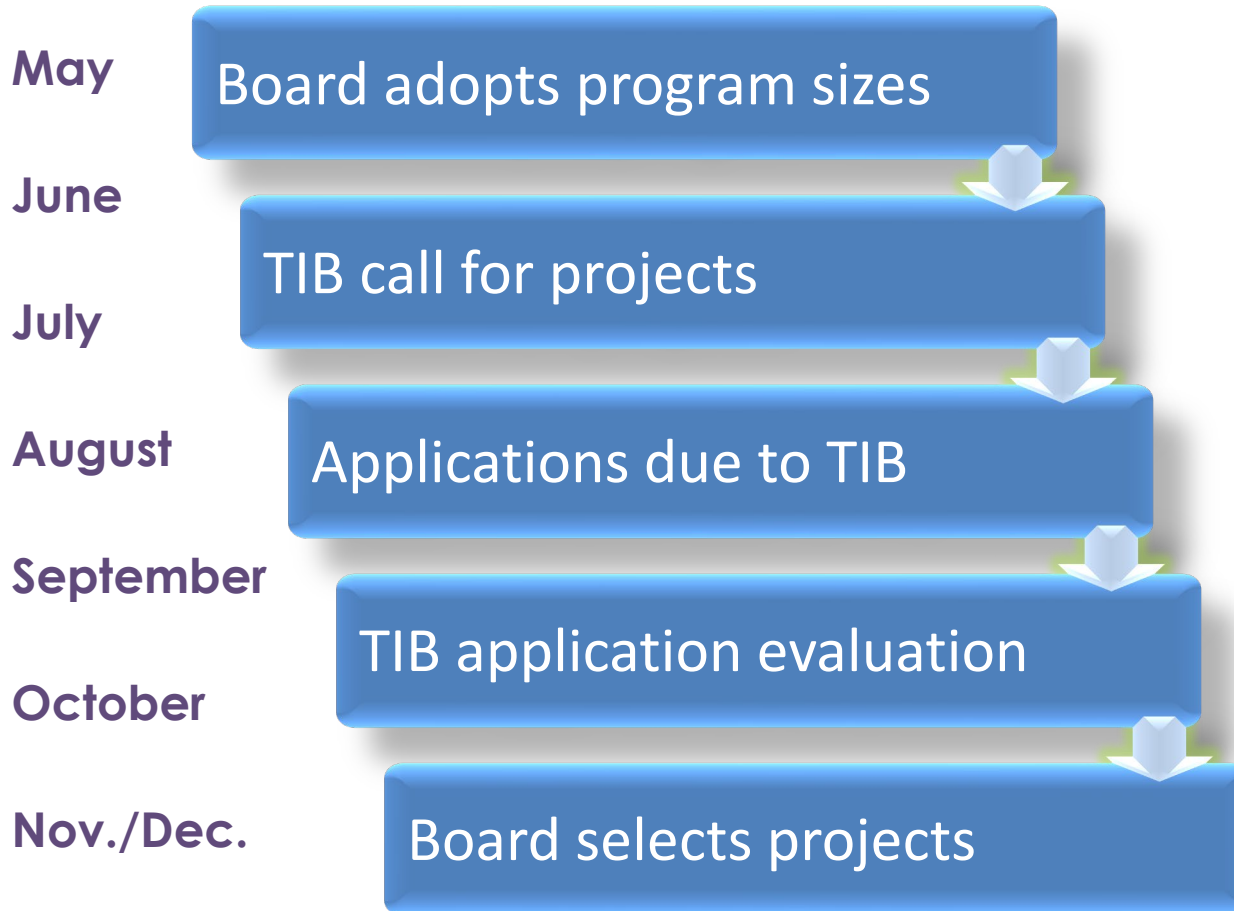 May
Board adopts program sizes
June
TIB call for projects
July
August
Applications due to TIB
September
TIB application evaluation
October
Nov./Dec.
Board selects projects